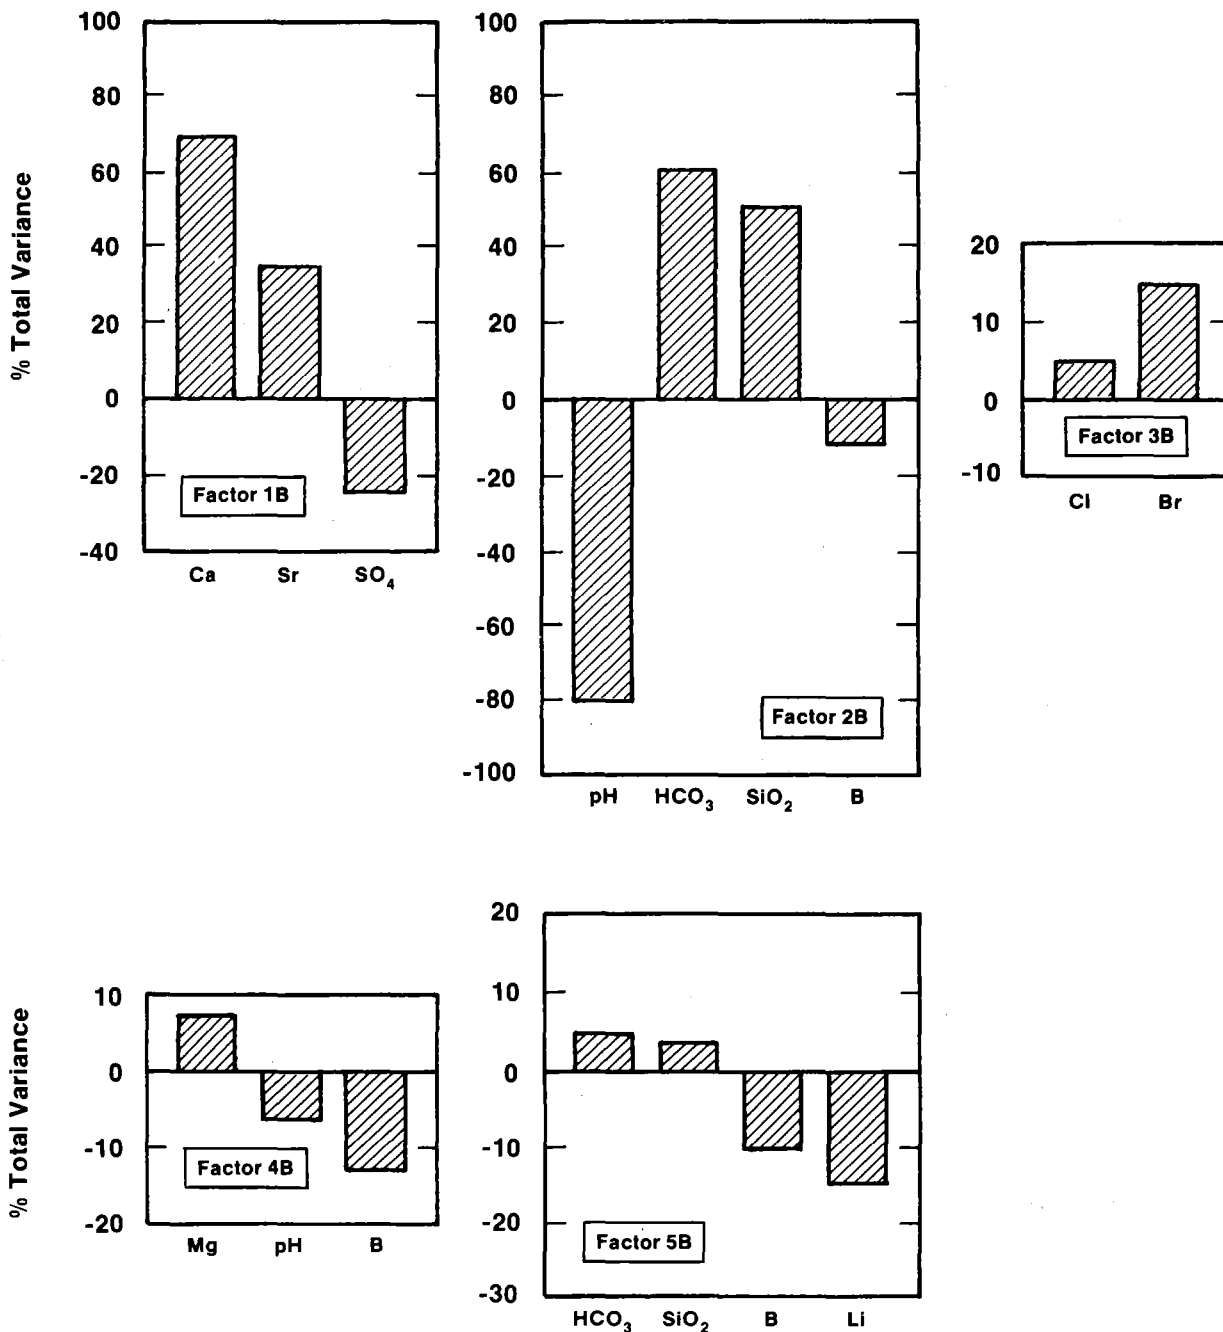 % Total Variance
100
80
60
40
20
0
-20
-40
Factor 1B
Ca Sr SO₄
100
80
60
40
20
0
-20
-40
-60
-80
-100
Factor 2B
pH HCO₃ SiO₂ B
20
10
0
-10
Factor 3B
Cl Br
% Total Variance
10
0
-10
-20
Factor 4B
Mg pH B
20
10
0
-10
-20
-30
Factor 5B
HCO₃ SiO₂ B Li